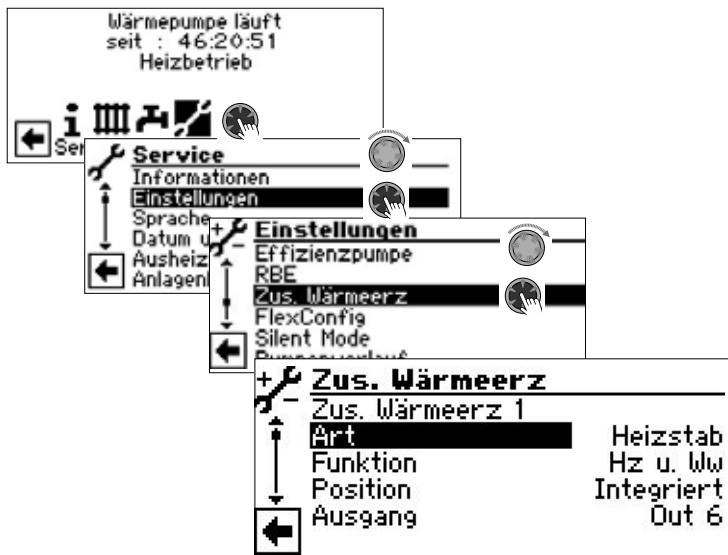 Wärmepumpe läuft
seit : 46:20:51
Heizbetrieb
Ser
Service
Informationen
Einstellungen
Sprache
Datum u
Ausheiz
Anlagen
Einstellungen
Effizienzpumpe
RBE
Zus. Wärmeerz
FlexConfig
Silent Mode
Zus. Wärmeerz
Zus. Wärmeerz 1
Art Heizstab
Funktion Hz u. Ww
Position Integriert
Ausgang Out 6